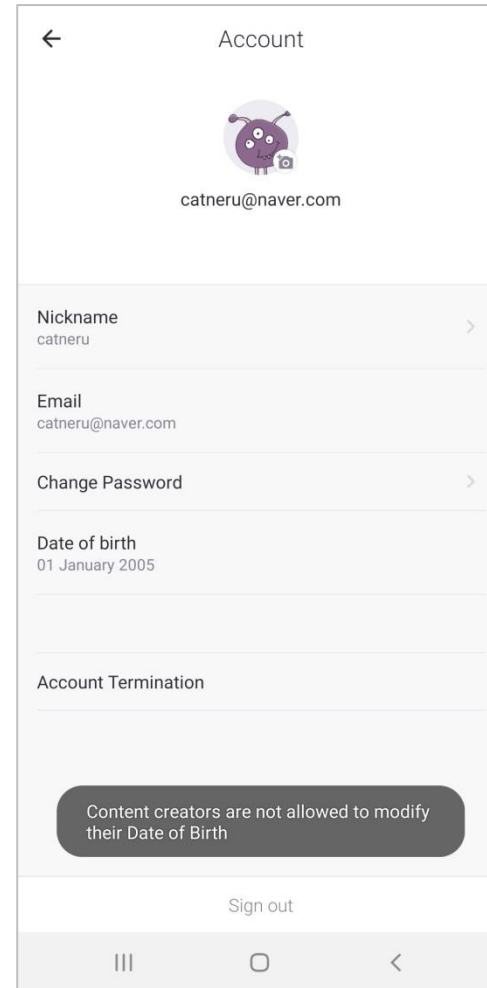 Account
catneru@naver.com
Nickname
catneru
Email
catneru@naver.com
Change Password
Date of birth
01 January 2005
Account Termination
Content creators are not allowed to modify
their Date of Birth
Sign out